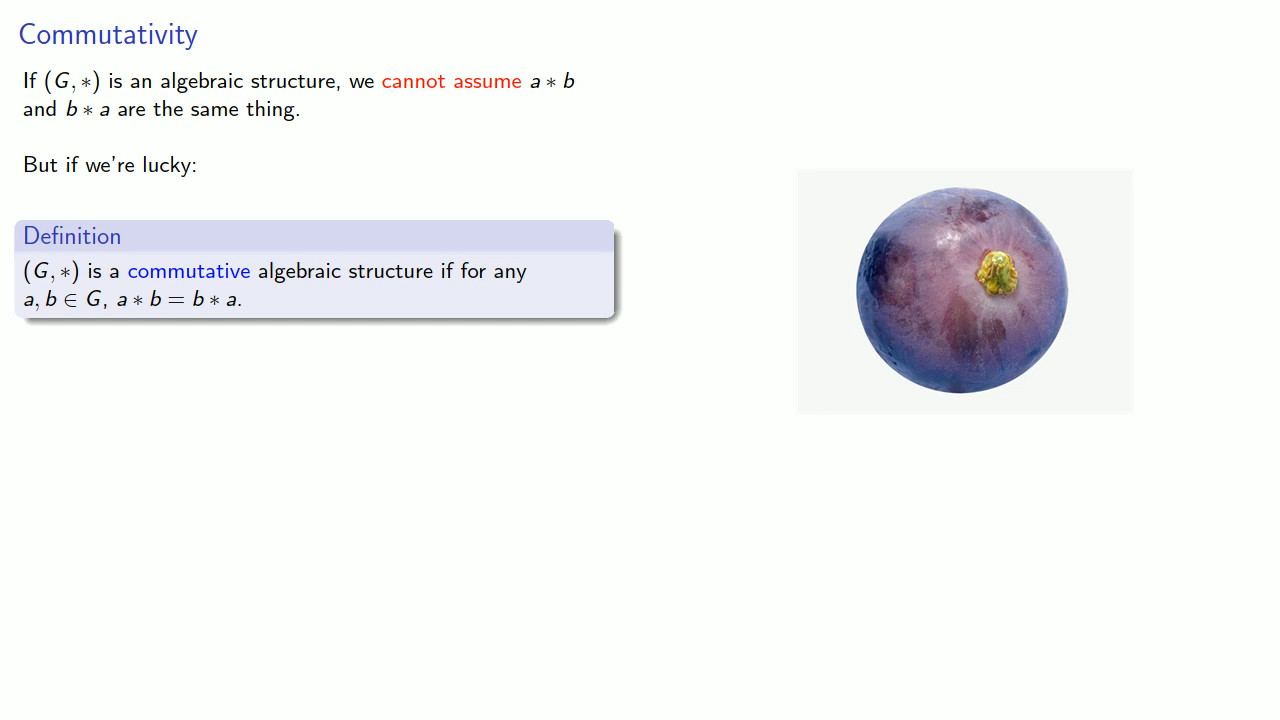 Commutativity
If (G, ∗) is an algebraic structure, we cannot assume a ∗ b
and b ∗ a are the same thing.
But if we're lucky:
Definition
(G, ∗) is a commutative algebraic structure if for any
a, b ∈ G, a ∗ b = b ∗ a.